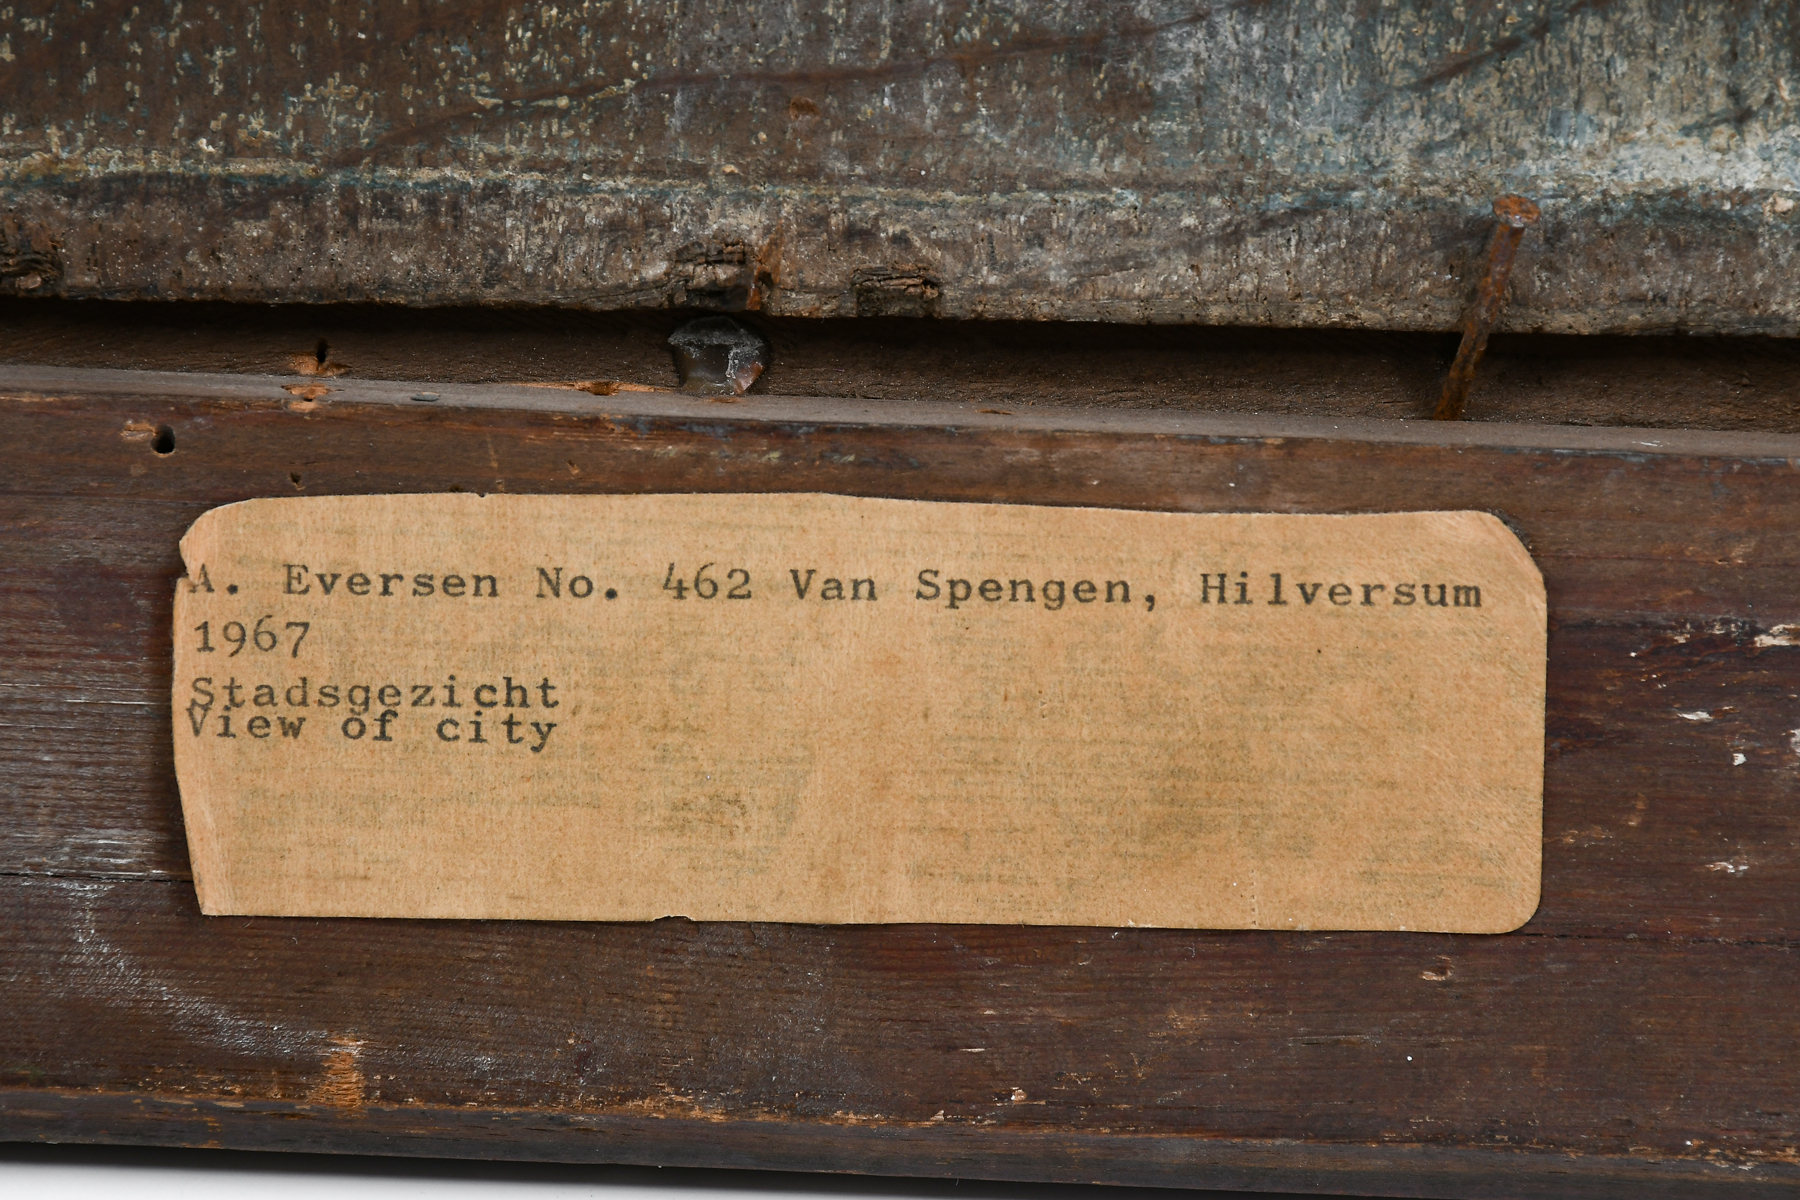 A. Eversen No. 462 Van Spengen, Hilversum
1967
Stadsgezicht
View of city